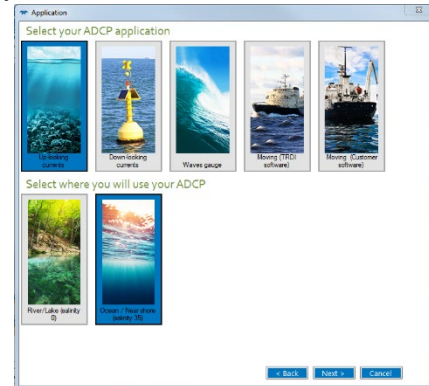 Application
Select your ADCP application
Up-looking
currents
Down-looking
currents
Waves gauge
Moving (TRDI
software)
Moving (Customer
software)
Select where you will use your ADCP
River/Lake (salinity
0)
Ocean / Near shore
(salinity 35)
< Back
Next >
Cancel